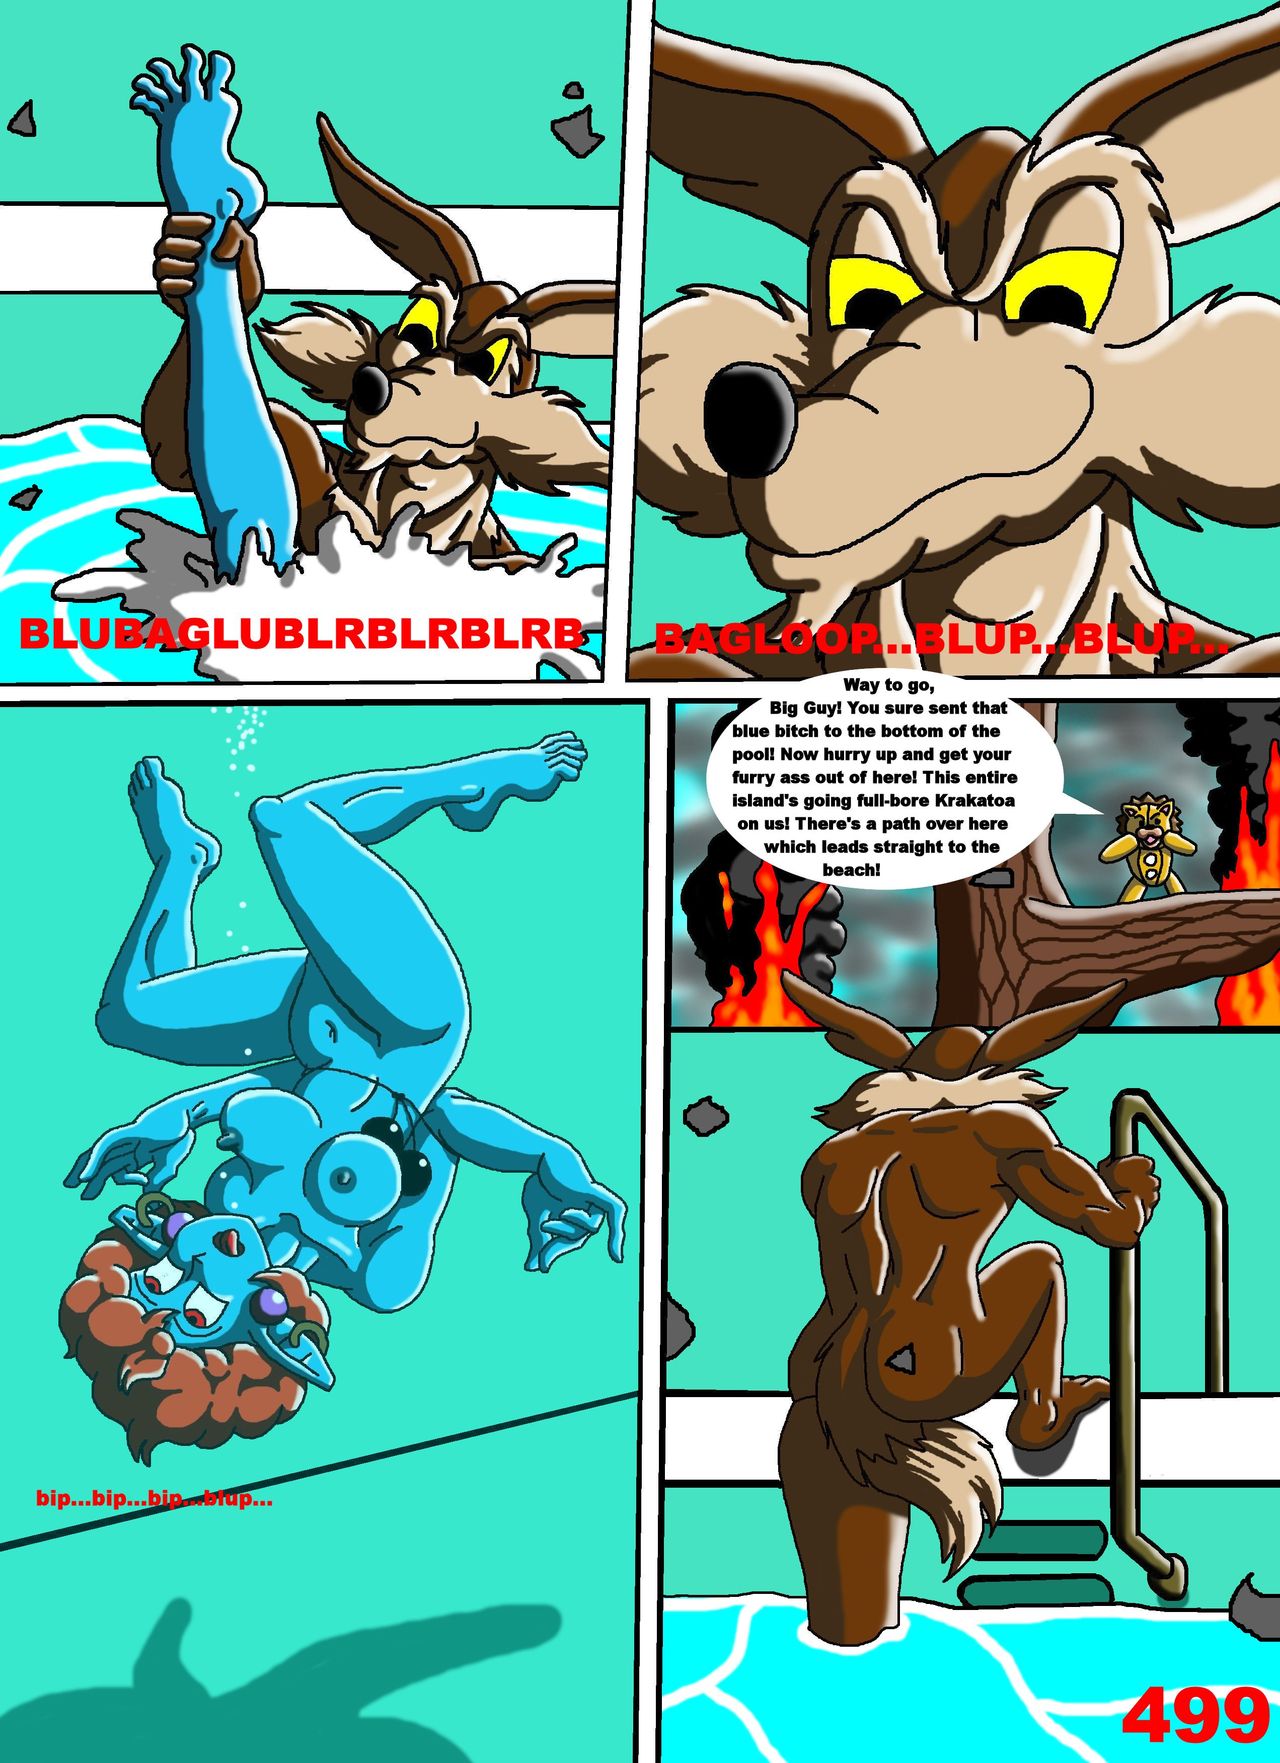 BLUBAGLUBLRBLRBLRB
BAGLOOP...BLUP...BLUP...
Way to go,
Big Guy! You sure sent that
blue bitch to the bottom of the
pool! Now hurry up and get your
furry ass out of here! This entire
island's going full-bore Krakatoa
on us! There's a path over here
which leads straight to the
beach!
bip...bip...bip...blup...
499